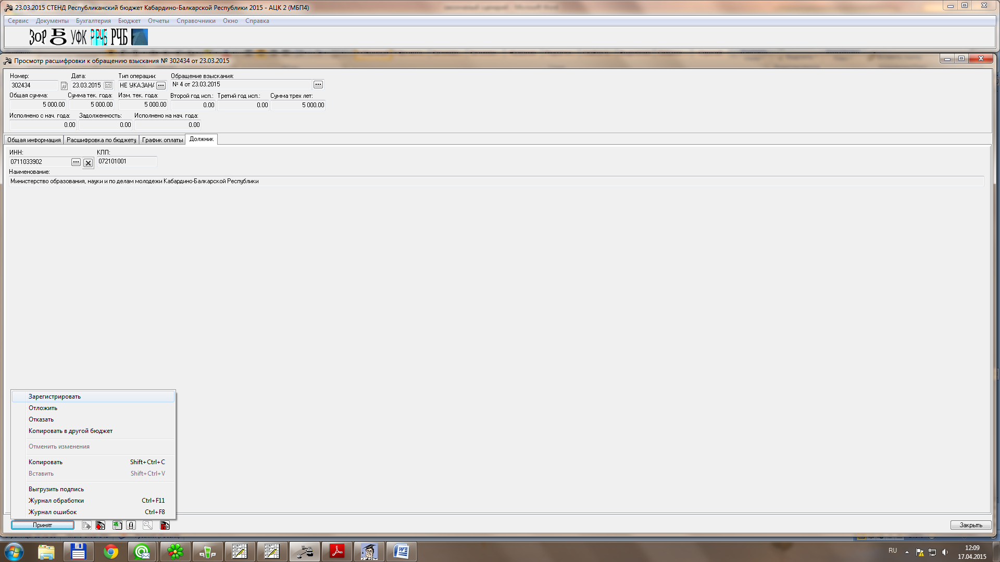 23.03.2015 СТЕНД Республиканский бюджет Кабардино-Балкарской Республики 2015 - АЦК 2 (МБП4)
Сервис Документы Бухгалтерия Бюджет Отчеты Справочники Окно Справка
ЗОР БО УФК РРЧБ РЧБ
Просмотр расшифровки к обращению взыскания № 302434 от 23.03.2015
Номер: Дата: Тип операции: Обращение взыскания:
302434 23.03.2015 15 НЕ УКАЗАНА ... № 4 от 23.03.2015 ...
Общая сумма: Сумма тек. года: Изм. тек. года: Второй год исп.: Третий год исп.: Сумма трех лет:
5 000.00 5 000.00 5 000.00 0.00 0.00 5 000.00
Исполнено с нач. года: Задолженность: Исполнено на нач. года:
0.00 0.00 0.00
Общая информация Расшифровка по бюджету График оплаты Должник
ИНН: КПП:
0711033902 ... 072101001
Наименование:
Министерство образования, науки и по делам молодежи Кабардино-Балкарской Республики
Зарегистрировать
Отложить
Отказать
Копировать в другой бюджет
Отменить изменения
Копировать Shift+Ctrl+C
Вставить Shift+Ctrl+V
Выгрузить подпись
Журнал обработки Ctrl+F11
Журнал ошибок Ctrl+F8
Принят Закрыть
RU 12:09
17.04.2015